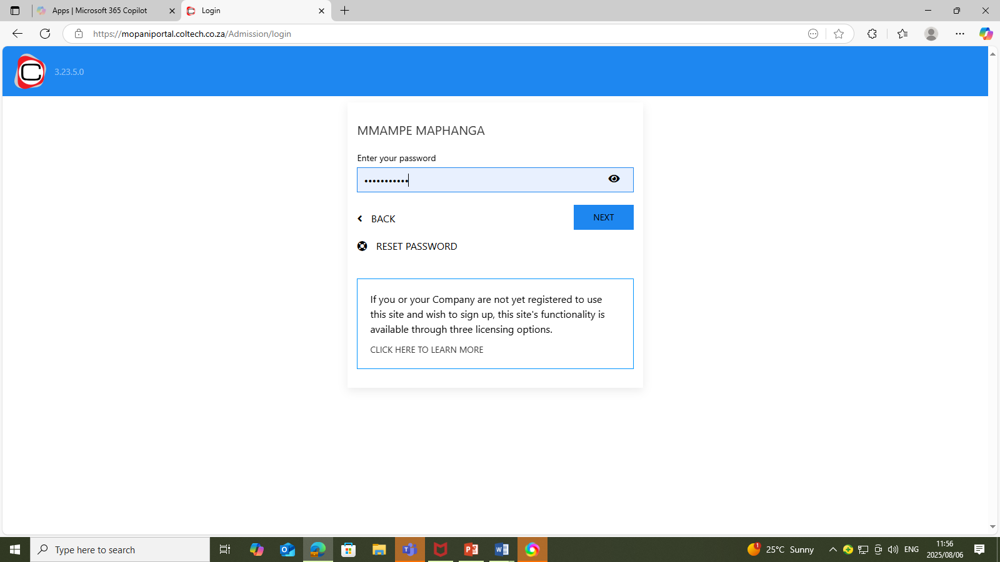 Apps | Microsoft 365 Copilot
Login
https://mopaniportal.coltech.co.za/Admission/login
C
3.23.5.0
MMAMPE MAPHANGA
Enter your password
•••••••••••
BACK
NEXT
RESET PASSWORD
If you or your Company are not yet registered to use
this site and wish to sign up, this site's functionality is
available through three licensing options.
CLICK HERE TO LEARN MORE
Type here to search
1
25°C Sunny
ENG
11:56
2025/08/06